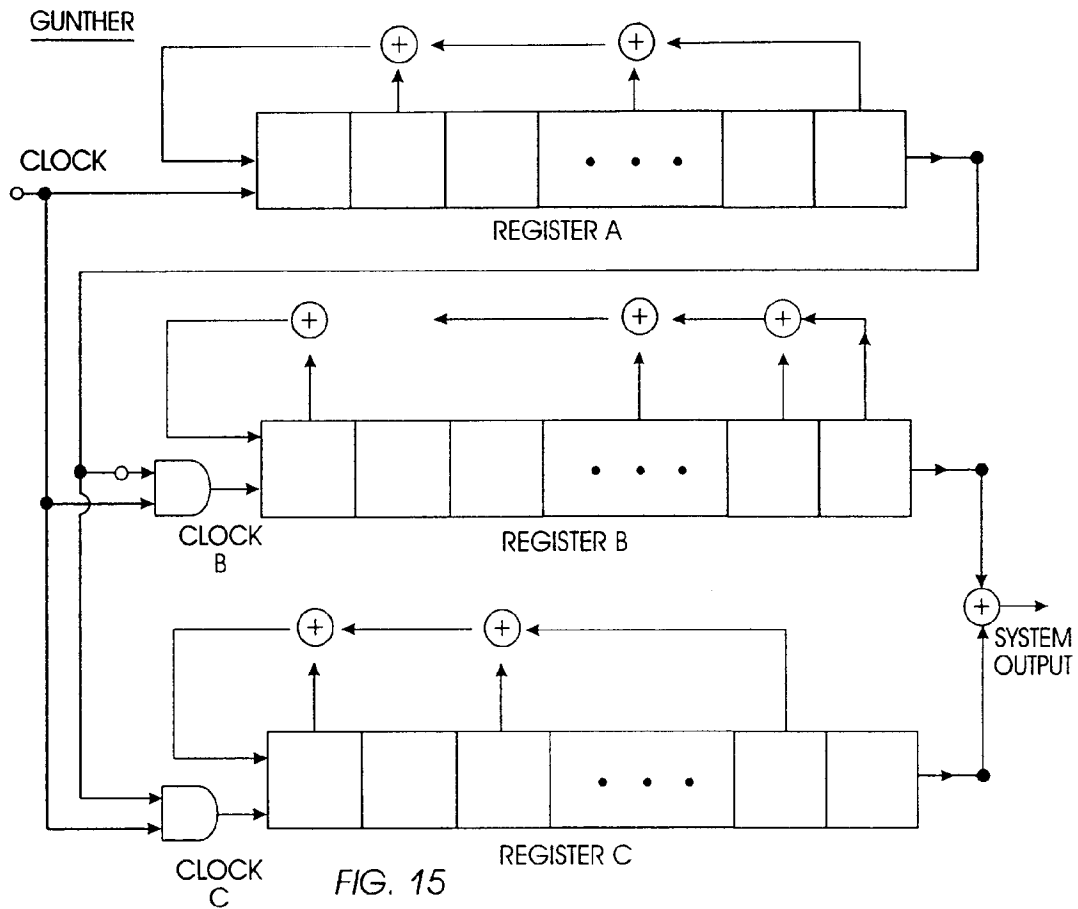 GUNTHER
CLOCK
REGISTER A
CLOCK
B
REGISTER B
SYSTEM
OUTPUT
CLOCK
C
REGISTER C
FIG. 15